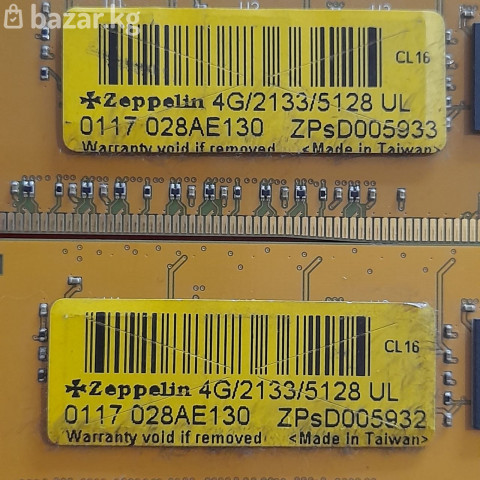 bazar.kg
CL16
Zeppelin 4G/2133/5128 UL
0117 028AE130 ZPsD005933
Warranty void if removed <Made in Taiwan>
CL16
Zeppelin 4G/2133/5128 UL
0117 028AE130 ZPsD005932
Warranty void if removed <Made in Taiwan>